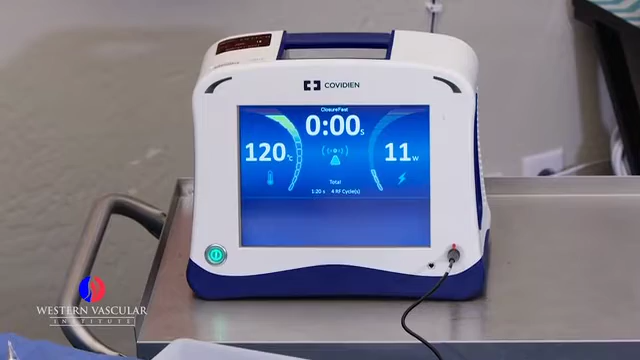 COVIDIEN
ClosureFast
0:00s
120°C
11w
Total
1:20 s 4 RF Cycle(s)
WESTERN VASCULAR
INSTITUTE